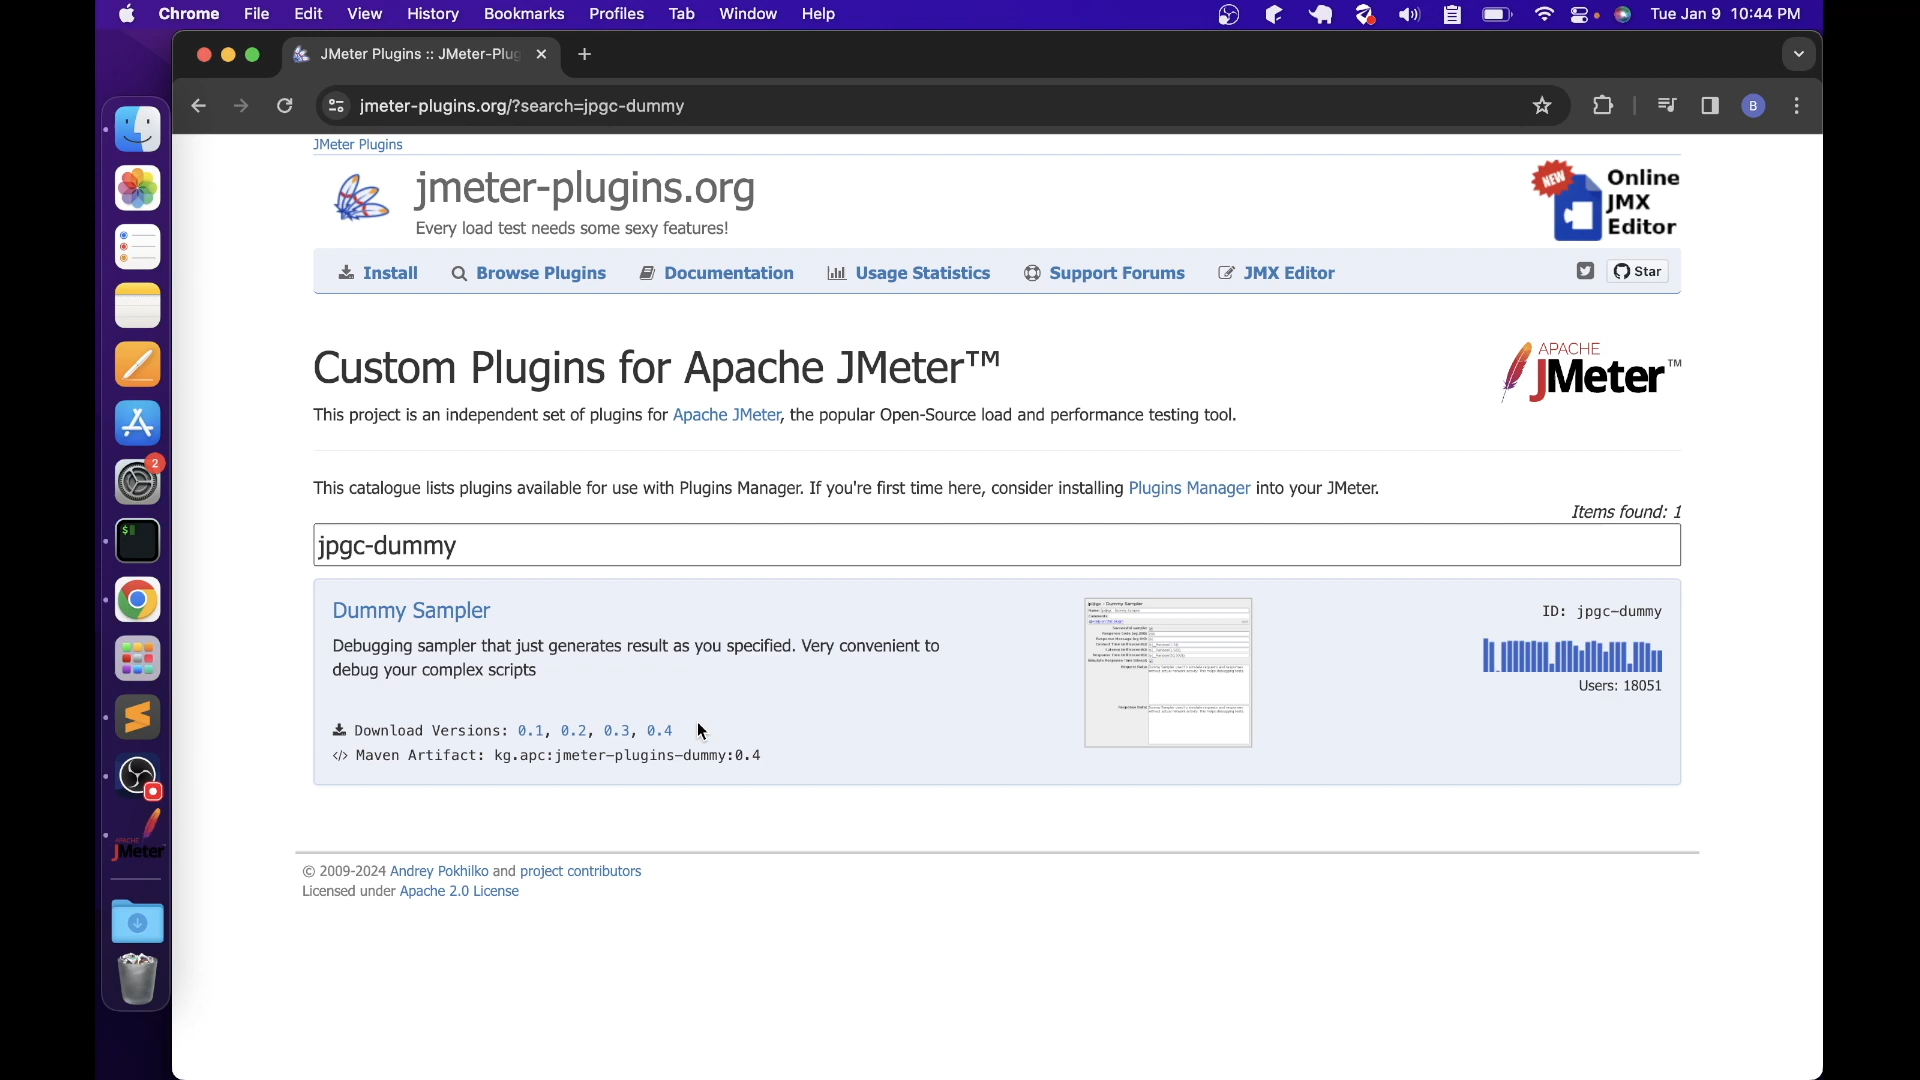 Chrome File Edit View History Bookmarks Profiles Tab Window Help
Tue Jan 9 10:44 PM
JMeter Plugins :: JMeter-Plug
jmeter-plugins.org/?search=jpgc-dummy
B
JMeter Plugins
jmeter-plugins.org
Every load test needs some sexy features!
NEW
Online
JMX
Editor
Install Browse Plugins Documentation Usage Statistics Support Forums JMX Editor
Star
Custom Plugins for Apache JMeter™
APACHE
JMeter™
This project is an independent set of plugins for Apache JMeter, the popular Open-Source load and performance testing tool.
This catalogue lists plugins available for use with Plugins Manager. If you're first time here, consider installing Plugins Manager into your JMeter.
Items found: 1
jpgc-dummy
Dummy Sampler
ID: jpgc-dummy
Debugging sampler that just generates result as you specified. Very convenient to
debug your complex scripts
Users: 18051
Download Versions: 0.1, 0.2, 0.3, 0.4
</> Maven Artifact: kg.apc:jmeter-plugins-dummy:0.4
© 2009-2024 Andrey Pokhilko and project contributors
Licensed under Apache 2.0 License
2
$
APACHE
JMeter